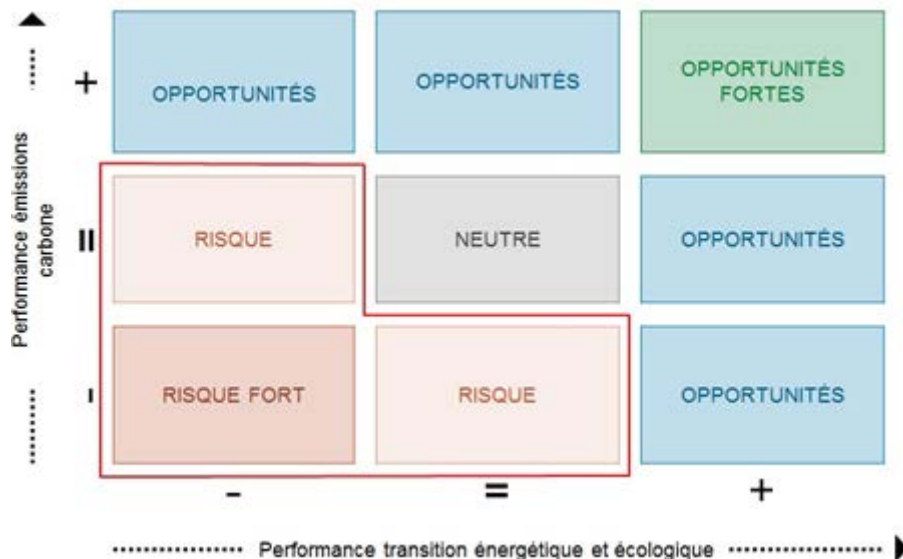 Performance émissions
carbone
+
OPPORTUNITÉS
OPPORTUNITÉS
OPPORTUNITÉS
FORTES
=
RISQUE
NEUTRE
OPPORTUNITÉS
-
RISQUE FORT
RISQUE
OPPORTUNITÉS
-
=
+
Performance transition énergétique et écologique